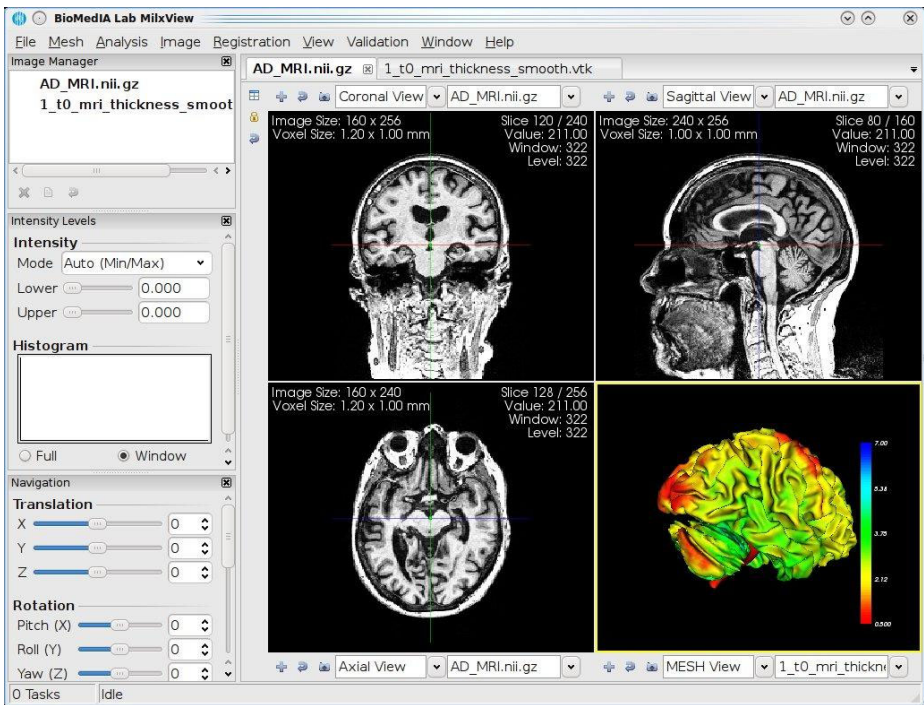 BioMedIA Lab MilxView
File Mesh Analysis Image Registration View Validation Window Help
Image Manager
AD_MRI.nii.gz
1_t0_mri_thickness_smoot
Intensity Levels
Intensity
Mode Auto (Min/Max)
Lower 0.000
Upper 0.000
Histogram
Full Window
Navigation
Translation
X 0
Y 0
Z 0
Rotation
Pitch (X) 0
Roll (Y) 0
Yaw (Z) 0
0 Tasks Idle
AD_MRI.nii.gz 1_t0_mri_thickness_smooth.vtk
Coronal View AD_MRI.nii.gz
Image Size: 160 x 256
Voxel Size: 1.20 x 1.00 mm
Slice 120 / 240
Value: 211.00
Window: 322
Level: 322
Sagittal View AD_MRI.nii.gz
Image Size: 240 x 256
Voxel Size: 1.00 x 1.00 mm
Slice 80 / 160
Value: 211.00
Window: 322
Level: 322
Image Size: 160 x 240
Voxel Size: 1.20 x 1.00 mm
Slice 128 / 256
Value: 211.00
Window: 322
Level: 322
Axial View AD_MRI.nii.gz
7.00
5.34
3.75
2.12
0.500
MESH View 1_t0_mri_thickne